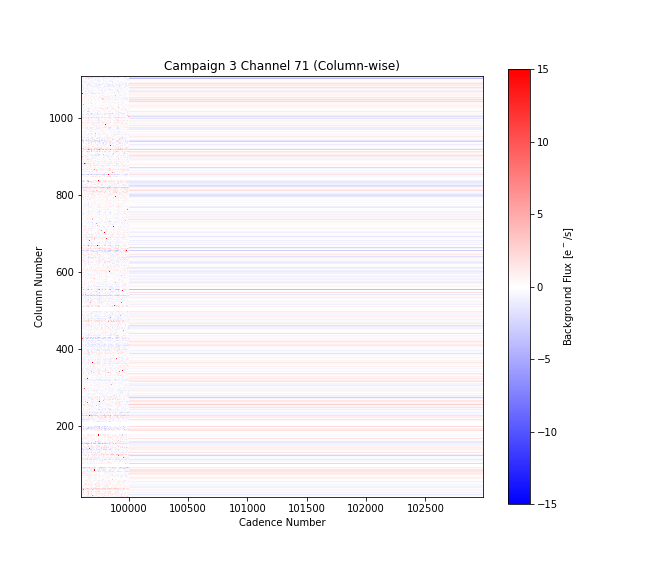 Campaign 3 Channel 71 (Column-wise)
1000
800
600
400
200
Column Number
100000 100500 101000 101500 102000 102500
Cadence Number
15
10
5
0
−5
−10
−15
Background Flux [e⁻/s]